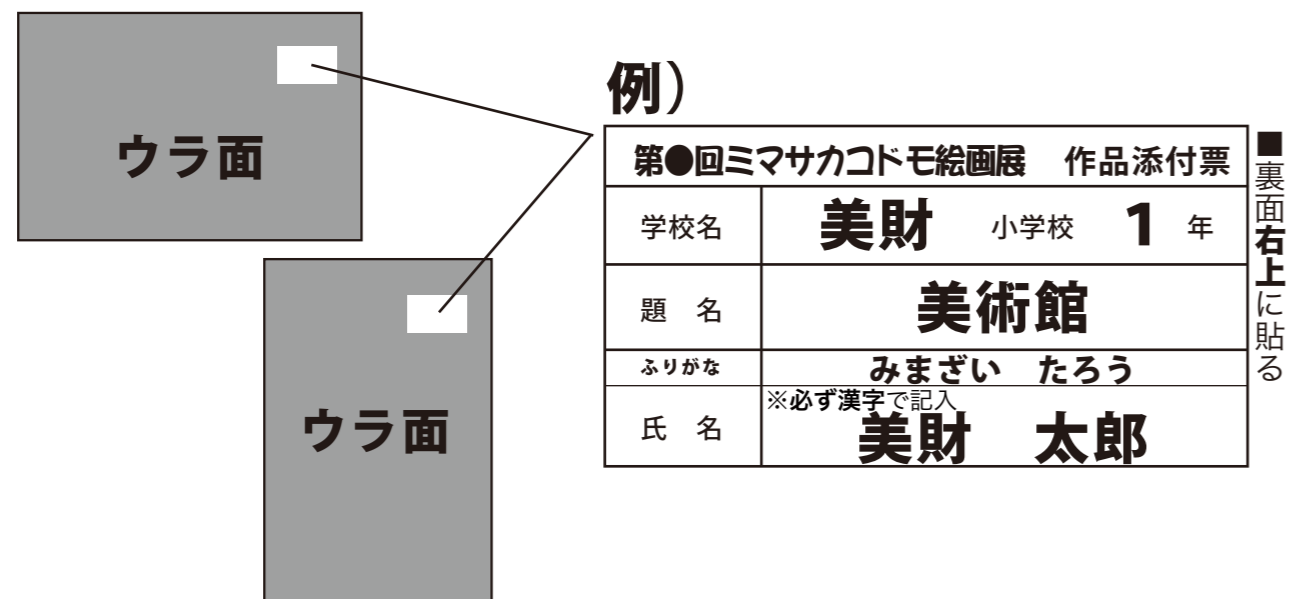 ウラ面
ウラ面
例）
第●回ミマサカコドモ絵画展　作品添付票
学校名　美財　小学校　1　年
題　名　美術館
ふりがな　みまざい　たろう
※必ず漢字で記入
氏　名　美財　太郎
■裏面右上に貼る